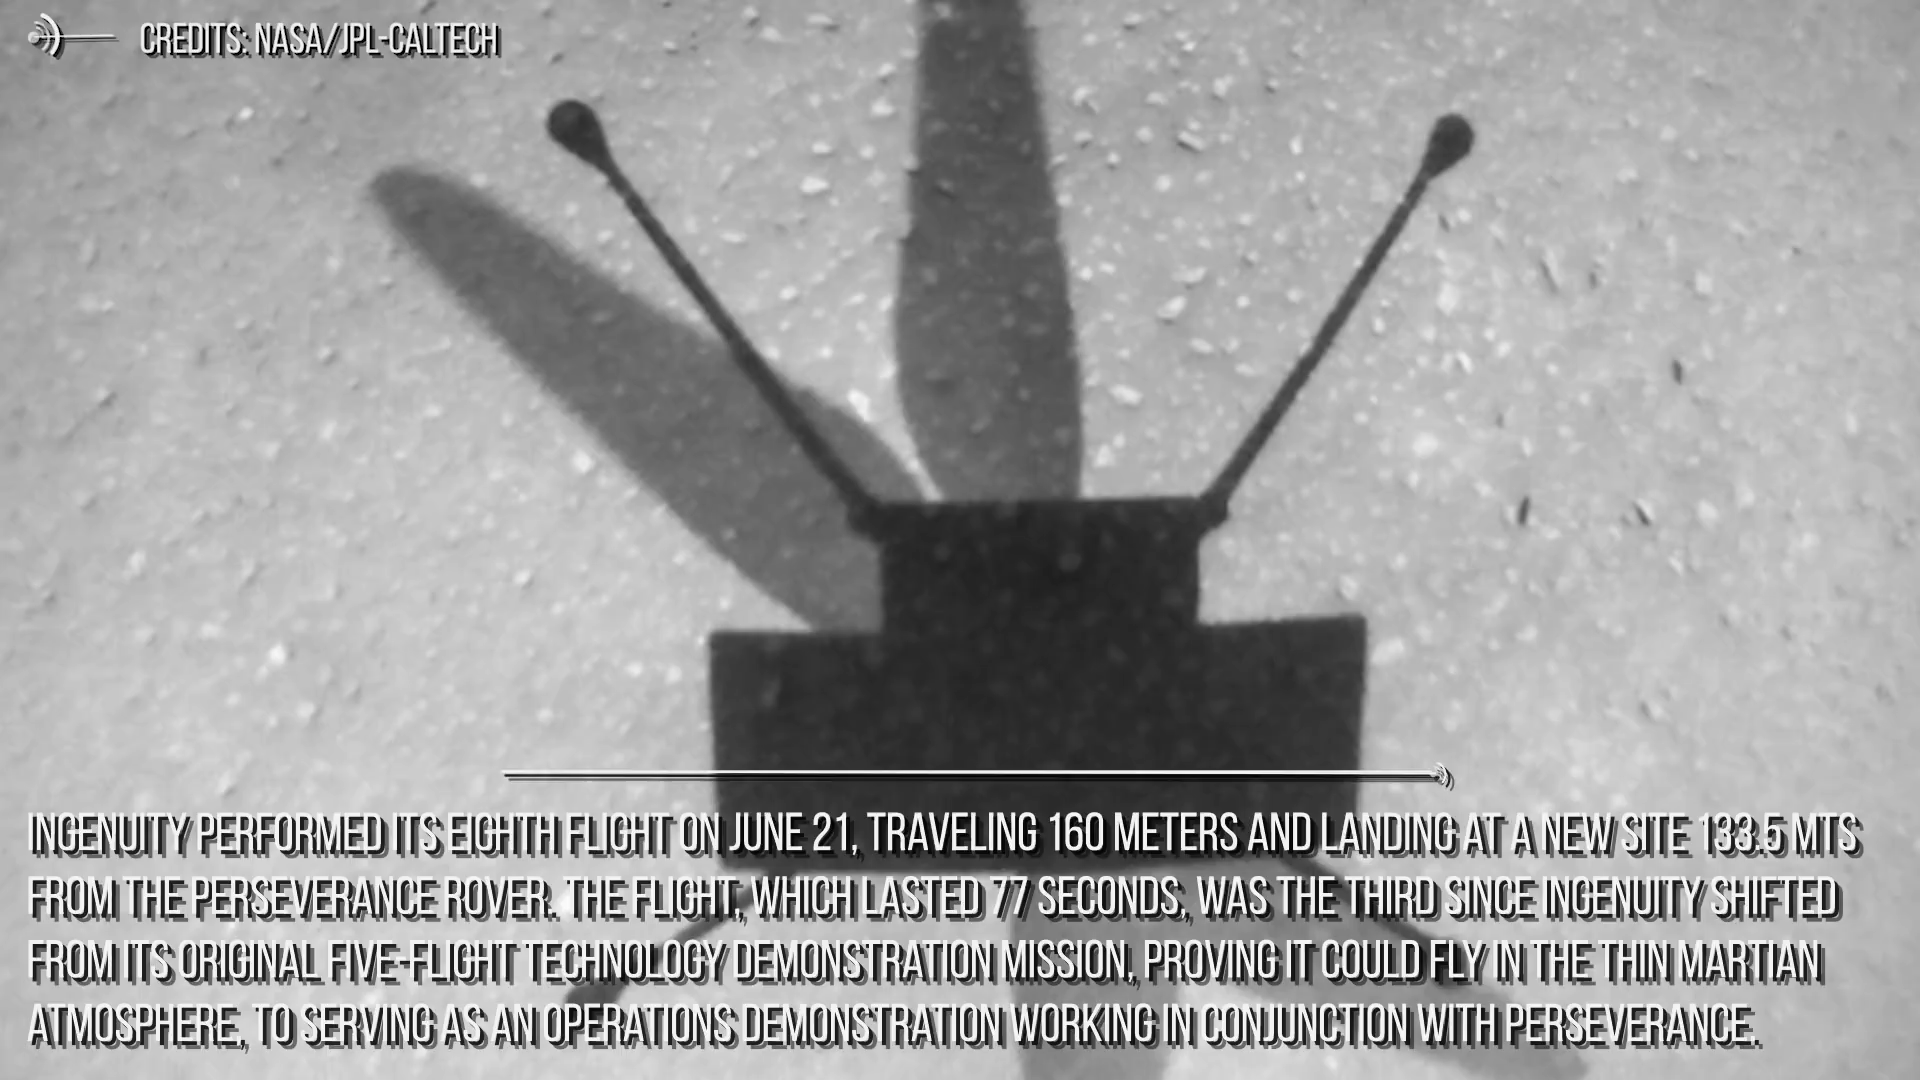 CREDITS: NASA/JPL-CALTECH
INGENUITY PERFORMED ITS EIGHTH FLIGHT ON JUNE 21, TRAVELING 160 METERS AND LANDING AT A NEW SITE 133.5 MTS
FROM THE PERSEVERANCE ROVER. THE FLIGHT, WHICH LASTED 77 SECONDS, WAS THE THIRD SINCE INGENUITY SHIFTED
FROM ITS ORIGINAL FIVE-FLIGHT TECHNOLOGY DEMONSTRATION MISSION, PROVING IT COULD FLY IN THE THIN MARTIAN
ATMOSPHERE, TO SERVING AS AN OPERATIONS DEMONSTRATION WORKING IN CONJUNCTION WITH PERSEVERANCE.